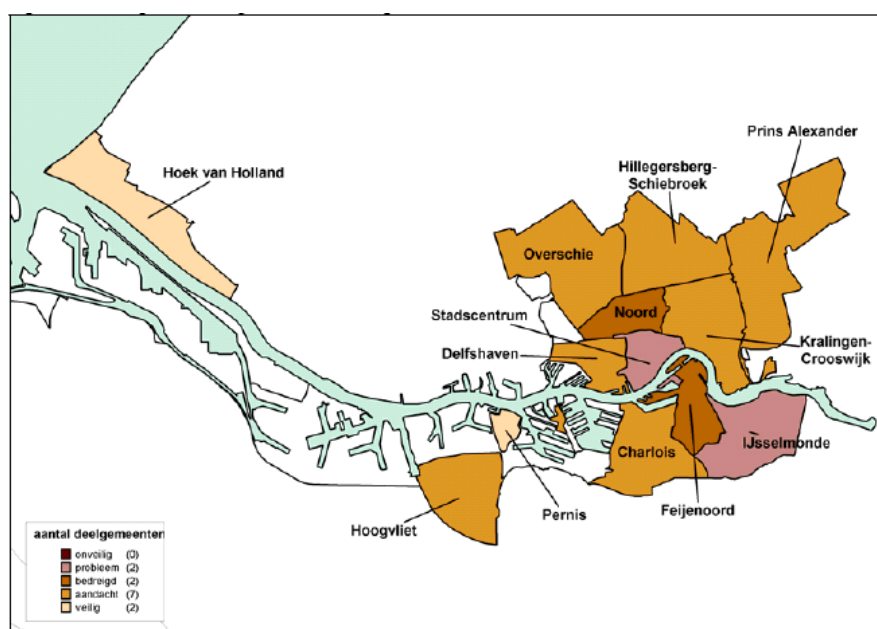 Prins Alexander
Hillegersberg-
Schiebroek
Hoek van Holland
Overschie
Stadscentrum
Noord
Delfshaven
Kralingen-
Crooswijk
IJsselmonde
Charlois
Feijenoord
Pernis
Hoogvliet
aantal deelgemeenten
onveilig (0)
probleem (2)
bedreigd (2)
aandacht (7)
veilig (2)